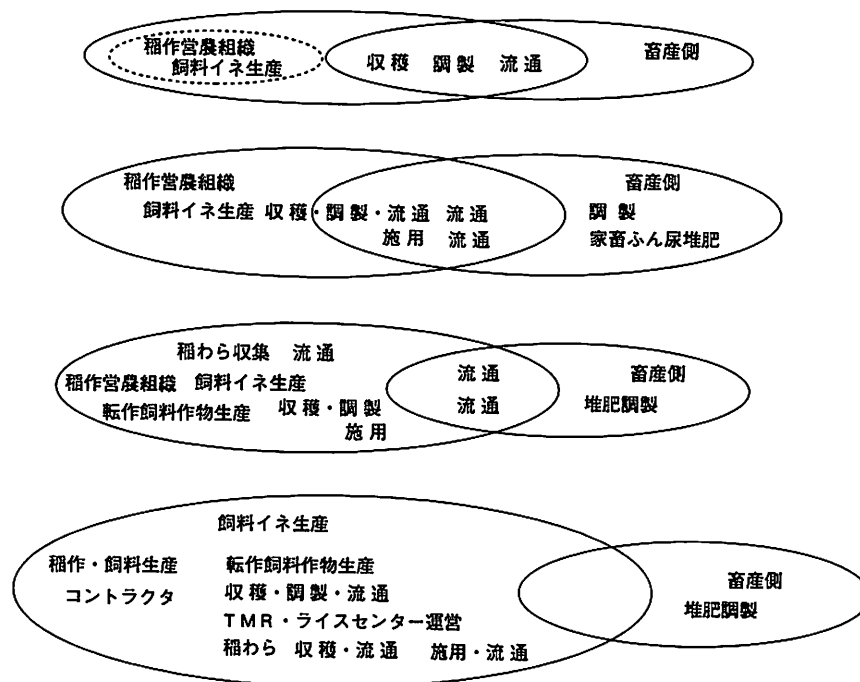 稲作営農組織
飼料イネ生産
収穫 調製 流通
畜産側
稲作営農組織
畜産側
飼料イネ生産 収穫・調製・流通 流通 調製
施用 流通 家畜ふん尿堆肥
稲わら収集 流通
流通 畜産側
稲作営農組織 飼料イネ生産
転作飼料作物生産 収穫・調製 流通 堆肥調製
施用
飼料イネ生産
稲作・飼料生産 転作飼料作物生産
畜産側
コントラクタ 収穫・調製・流通
堆肥調製
TMR・ライスセンター運営
稲わら 収穫・流通 施用・流通